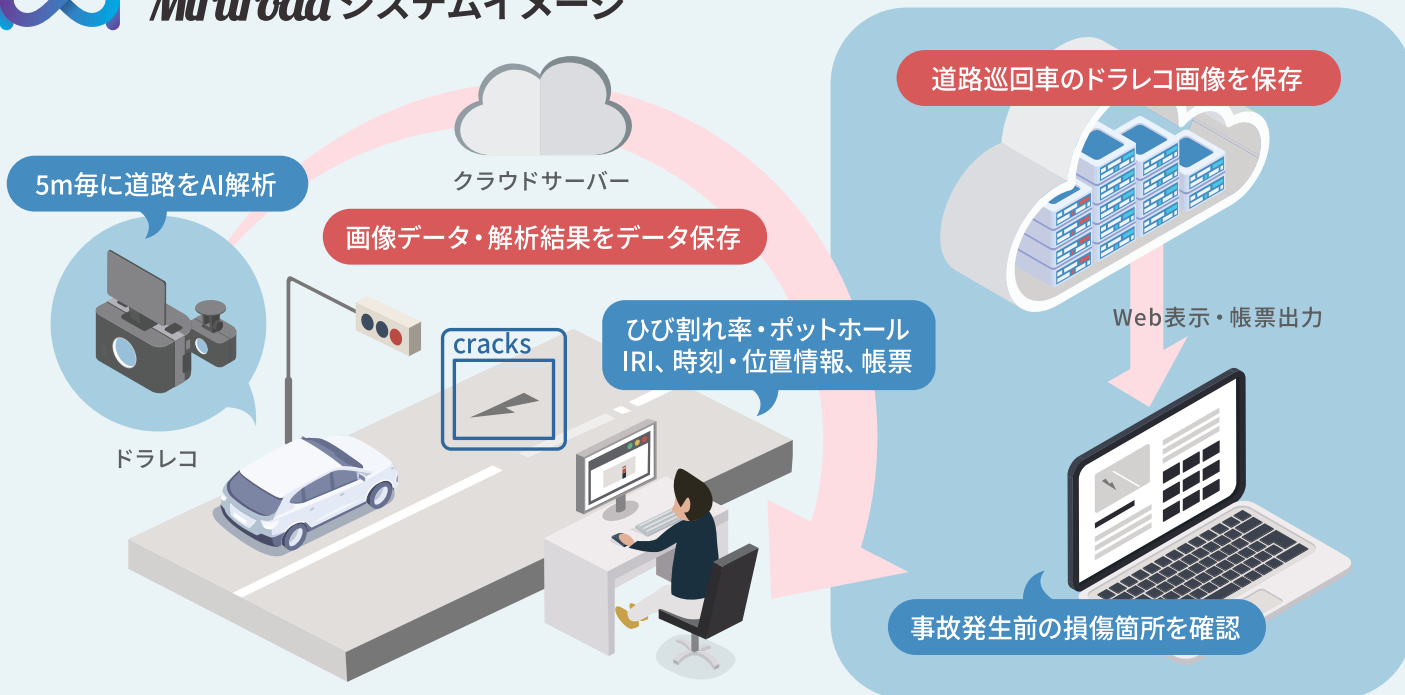 Miruroad システムイメージ
道路巡回車のドラレコ画像を保存
5m毎に道路をAI解析
クラウドサーバー
画像データ・解析結果をデータ保存
ひび割れ率・ポットホール
IRI、時刻・位置情報、帳票
Web表示・帳票出力
cracks
ドラレコ
事故発生前の損傷箇所を確認